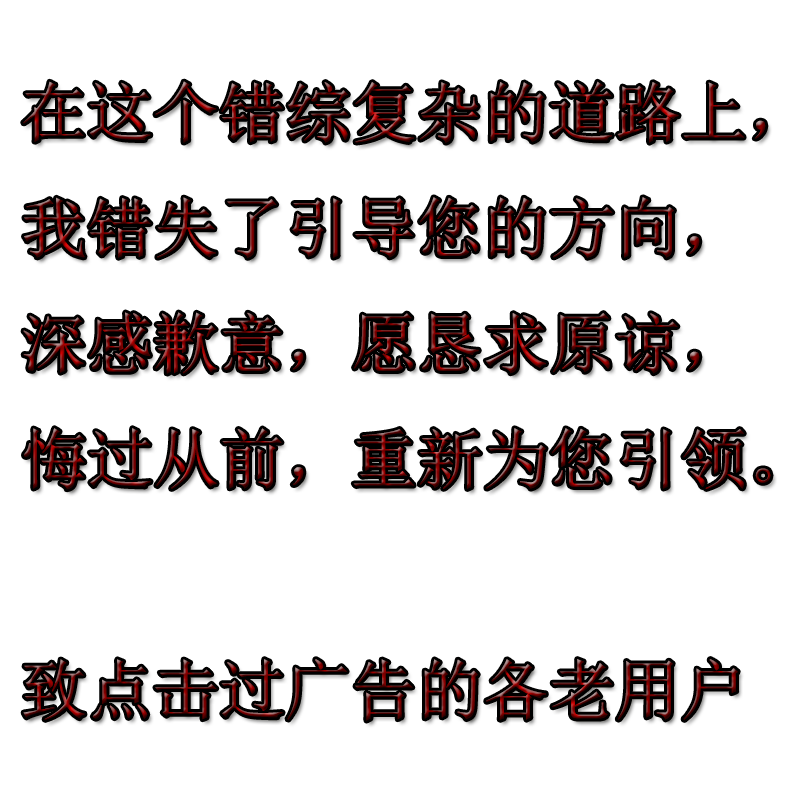 在这个错综复杂的道路上，
我错失了引导您的方向，
深感歉意，愿恳求原谅，
悔过从前，重新为您引领。
致点击过广告的各老用户